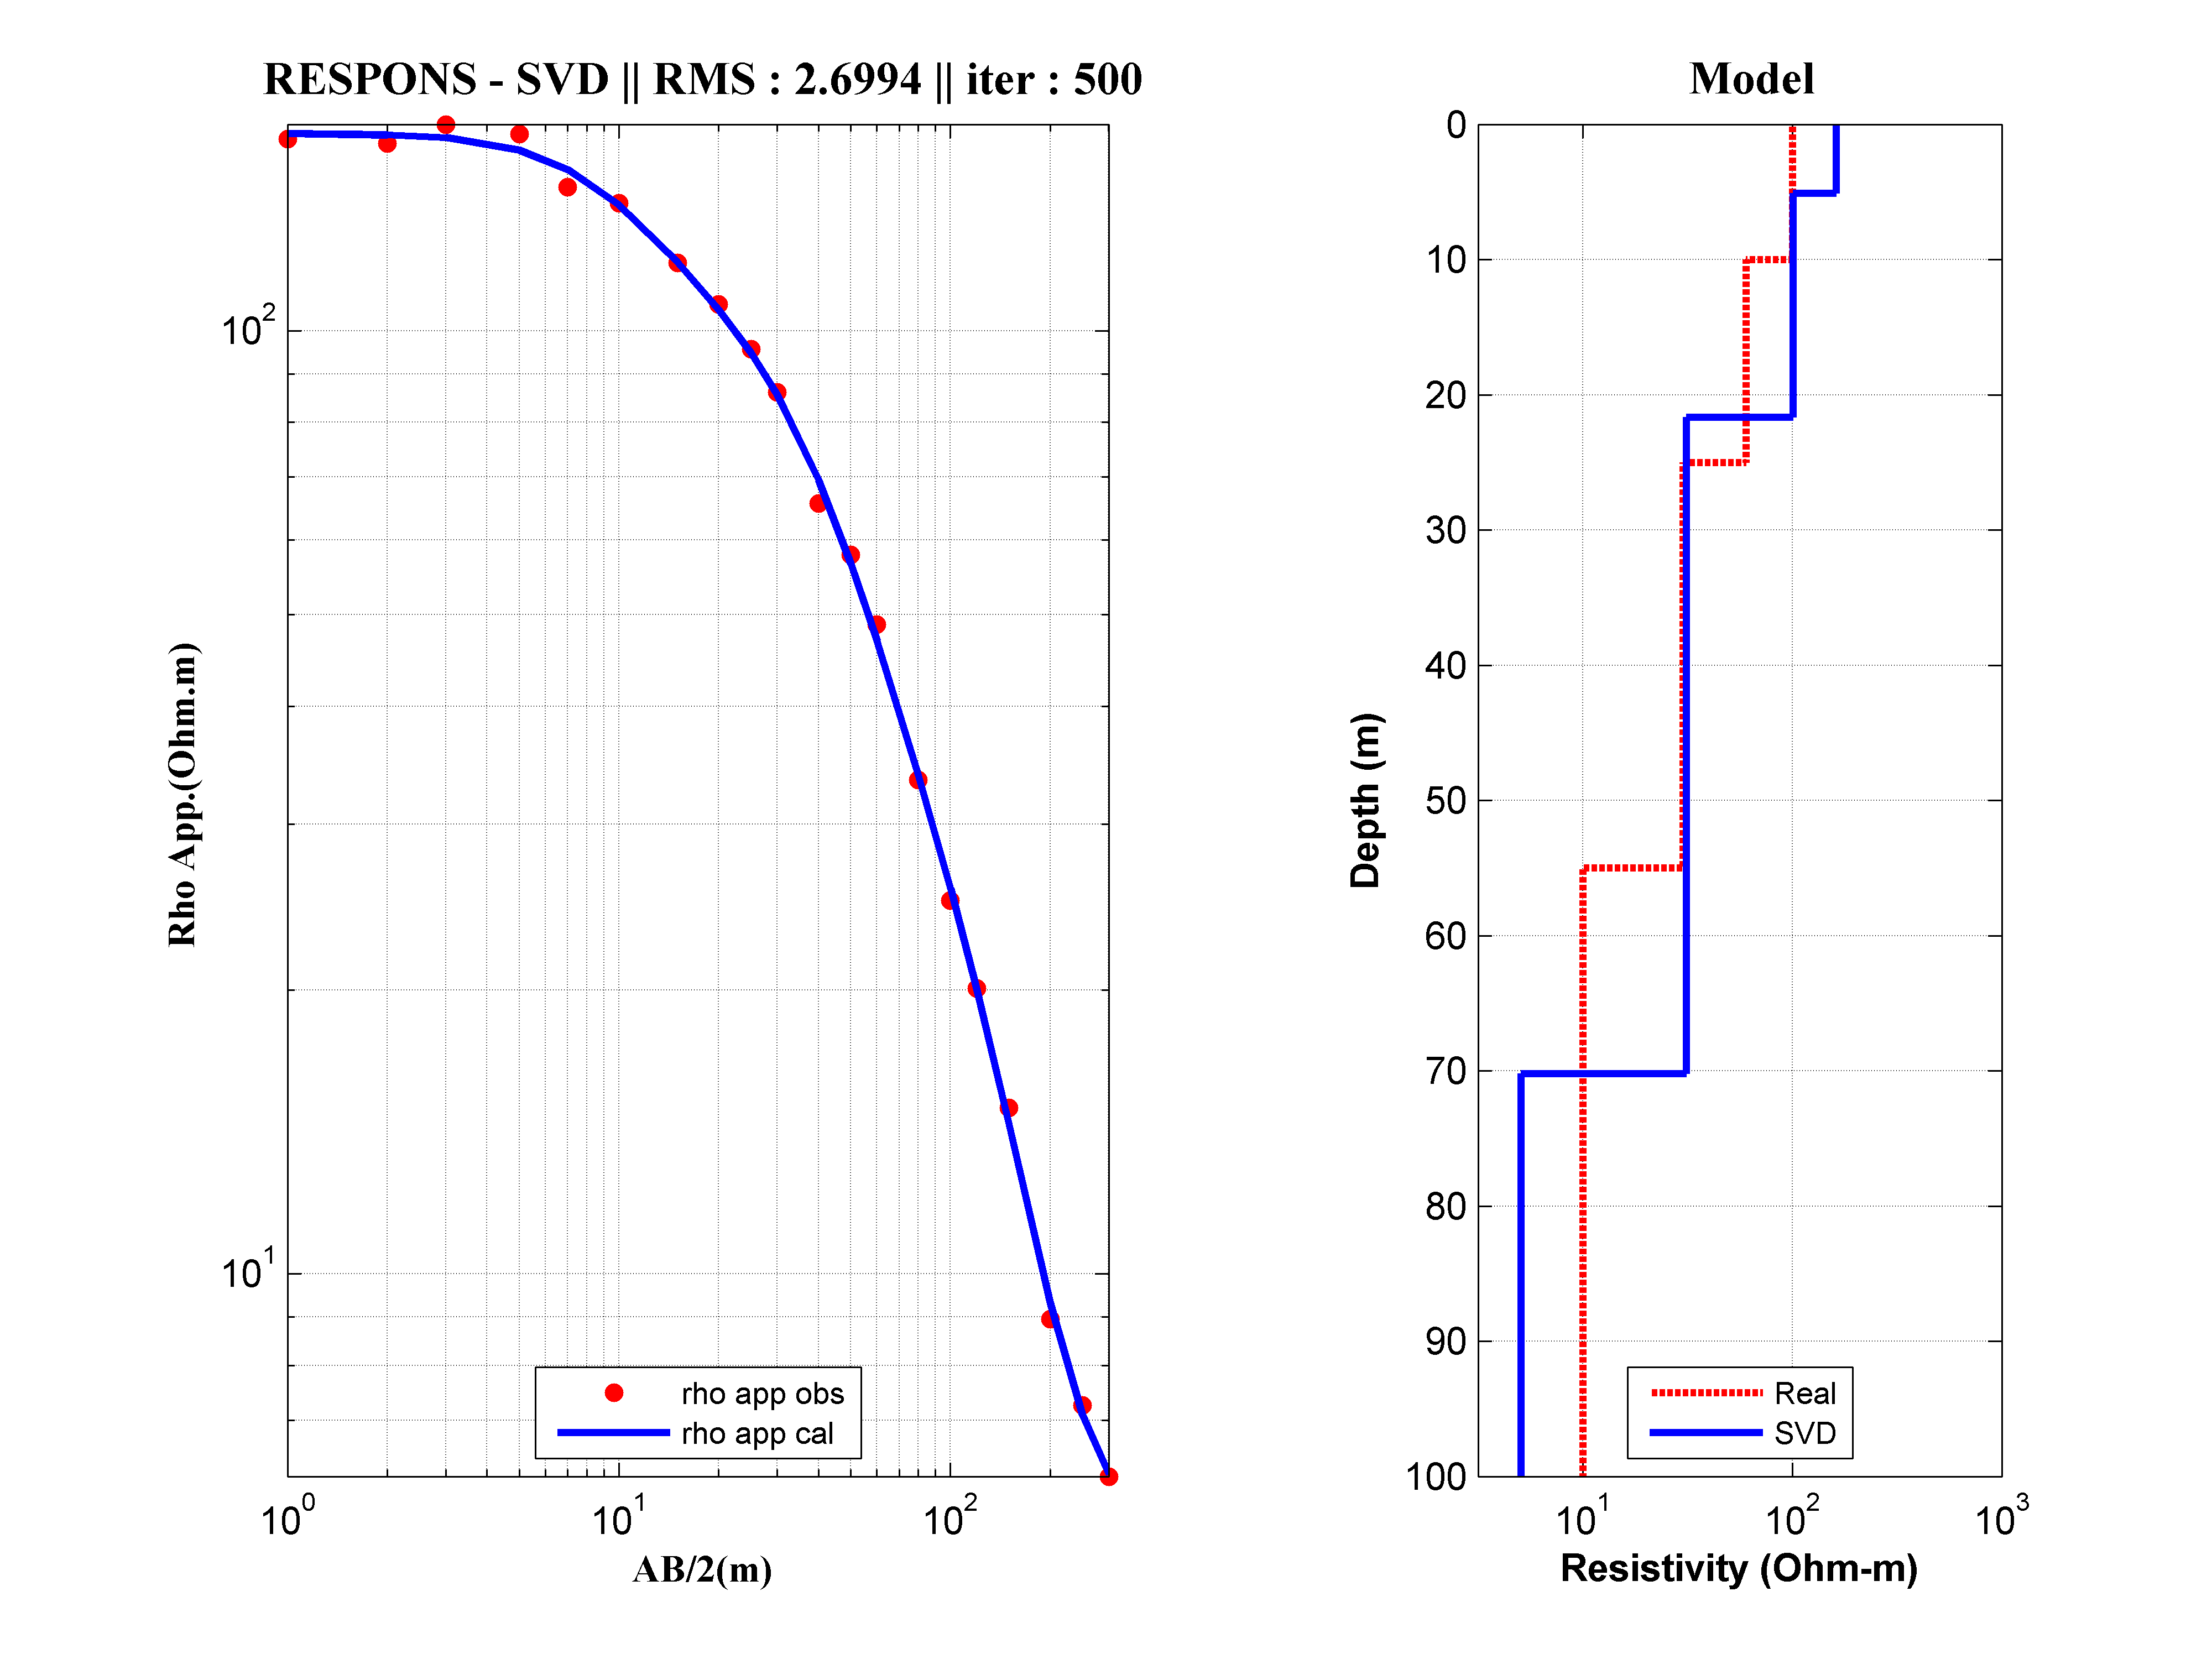 RESPONS - SVD || RMS : 2.6994 || iter : 500
Rho App.(Ohm.m)
10^2
10^1
rho app obs
rho app cal
10^0 10^1 10^2
AB/2(m)
Model
Depth (m)
0
10
20
30
40
50
60
70
80
90
100
Real
SVD
10^1 10^2 10^3
Resistivity (Ohm-m)